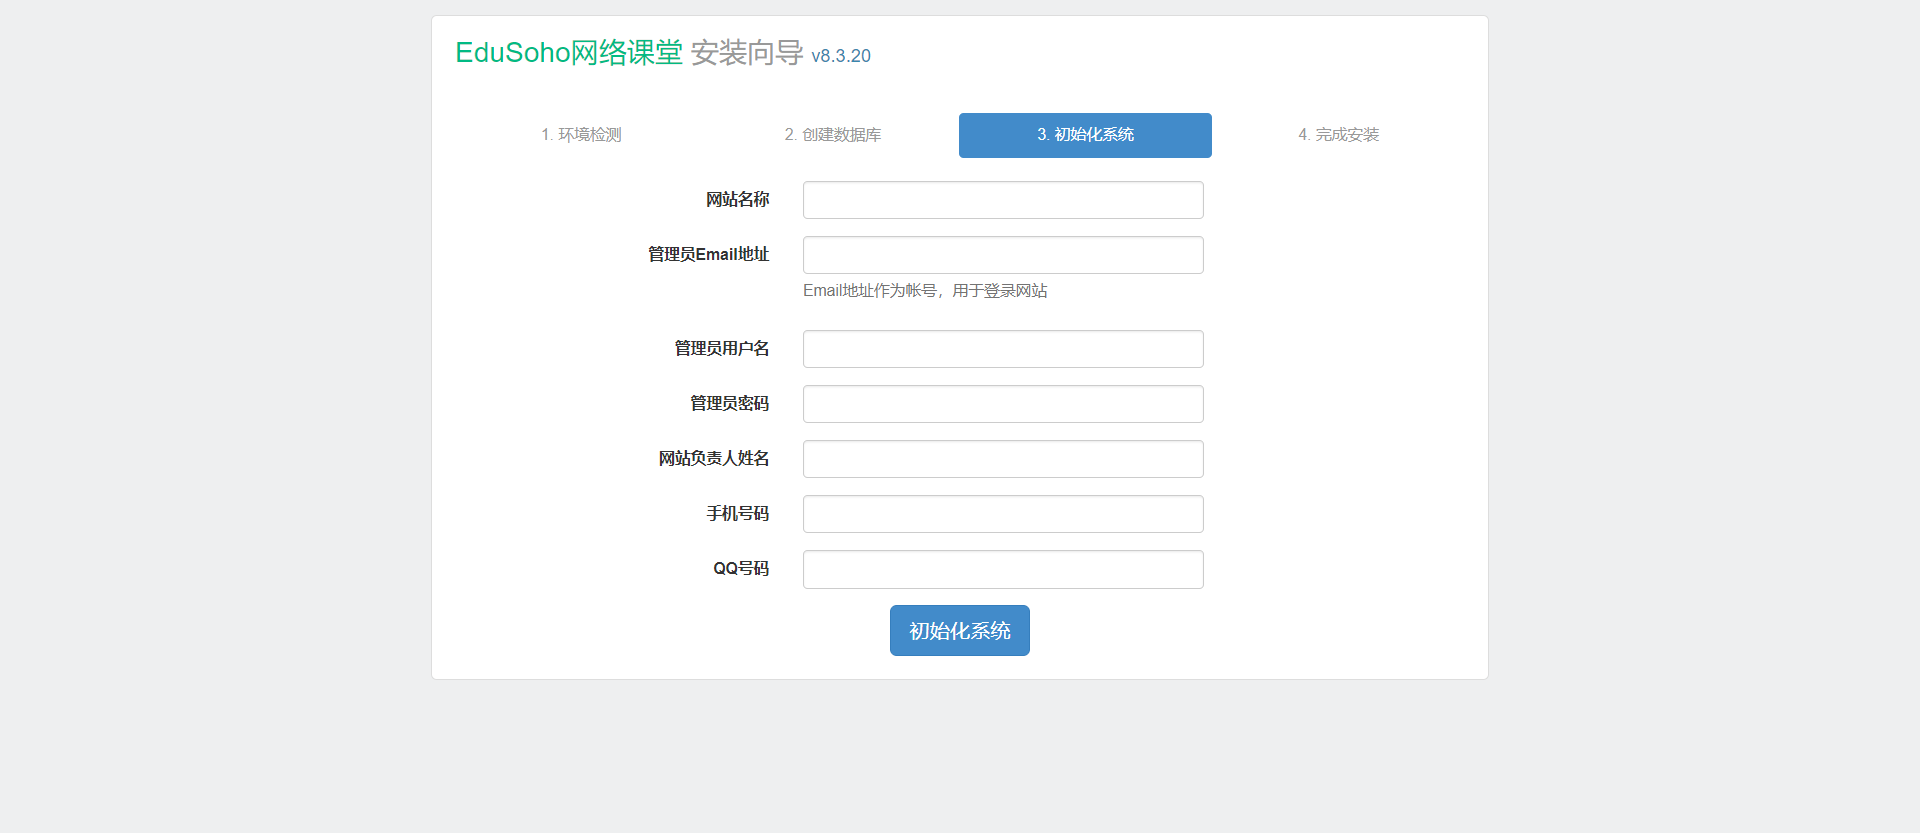 EduSoho网络课堂 安装向导 v8.3.20
1. 环境检测 2. 创建数据库 3. 初始化系统 4. 完成安装
网站名称
管理员Email地址
Email地址作为帐号，用于登录网站
管理员用户名
管理员密码
网站负责人姓名
手机号码
QQ号码
初始化系统